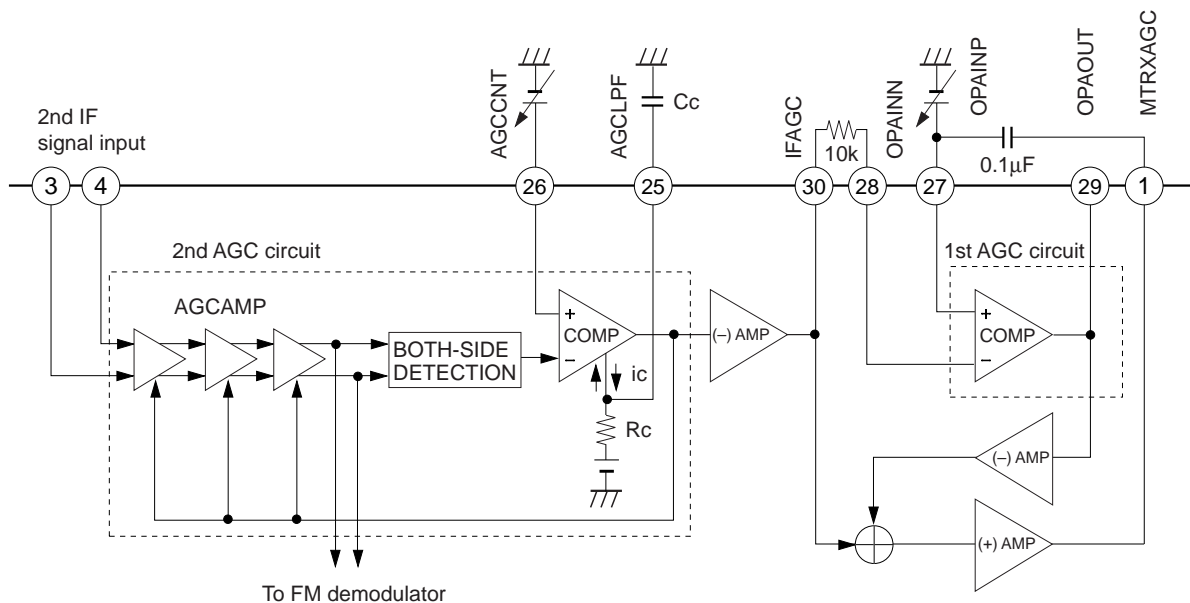 2nd IF
signal input
AGCCNT
AGCLPF
Cc
IFAGC
10k
OPAINN
OPAINP
0.1μF
OPAOUT
MTRXAGC
3
4
26
25
30
28
27
29
1
2nd AGC circuit
1st AGC circuit
AGCAMP
+
COMP
−
BOTH-SIDE
DETECTION
ic
Rc
(−) AMP
+
COMP
−
(−) AMP
(+) AMP
To FM demodulator